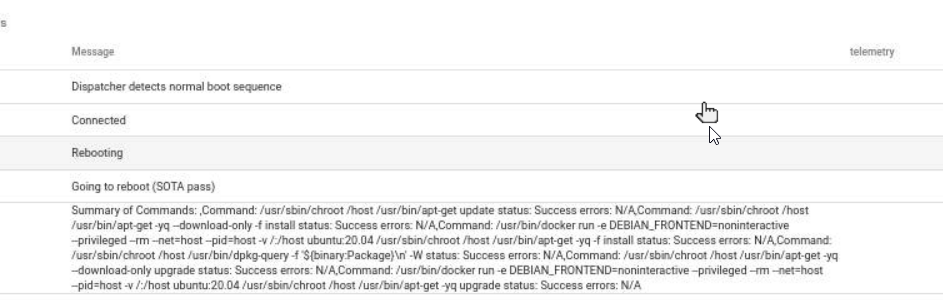 s
Message telemetry
Dispatcher detects normal boot sequence
Connected
Rebooting
Going to reboot (SOTA pass)
Summary of Commands: ,Command: /usr/sbin/chroot /host /usr/bin/apt-get update status: Success errors: N/A,Command: /usr/sbin/chroot /host
/usr/bin/apt-get -yq --download-only -f install status: Success errors: N/A,Command: /usr/bin/docker run -e DEBIAN_FRONTEND=noninteractive
--privileged --rm --net=host --pid=host -v /:/host ubuntu:20.04 /usr/sbin/chroot /host /usr/bin/apt-get -yq -f install status: Success errors: N/A,Command:
/usr/sbin/chroot /host /usr/bin/dpkg-query -f '${binary:Package}\n' -W status: Success errors: N/A,Command: /usr/sbin/chroot /host /usr/bin/apt-get -yq
--download-only upgrade status: Success errors: N/A,Command: /usr/bin/docker run -e DEBIAN_FRONTEND=noninteractive --privileged --rm --net=host
--pid=host -v /:/host ubuntu:20.04 /usr/sbin/chroot /host /usr/bin/apt-get -yq upgrade status: Success errors: N/A